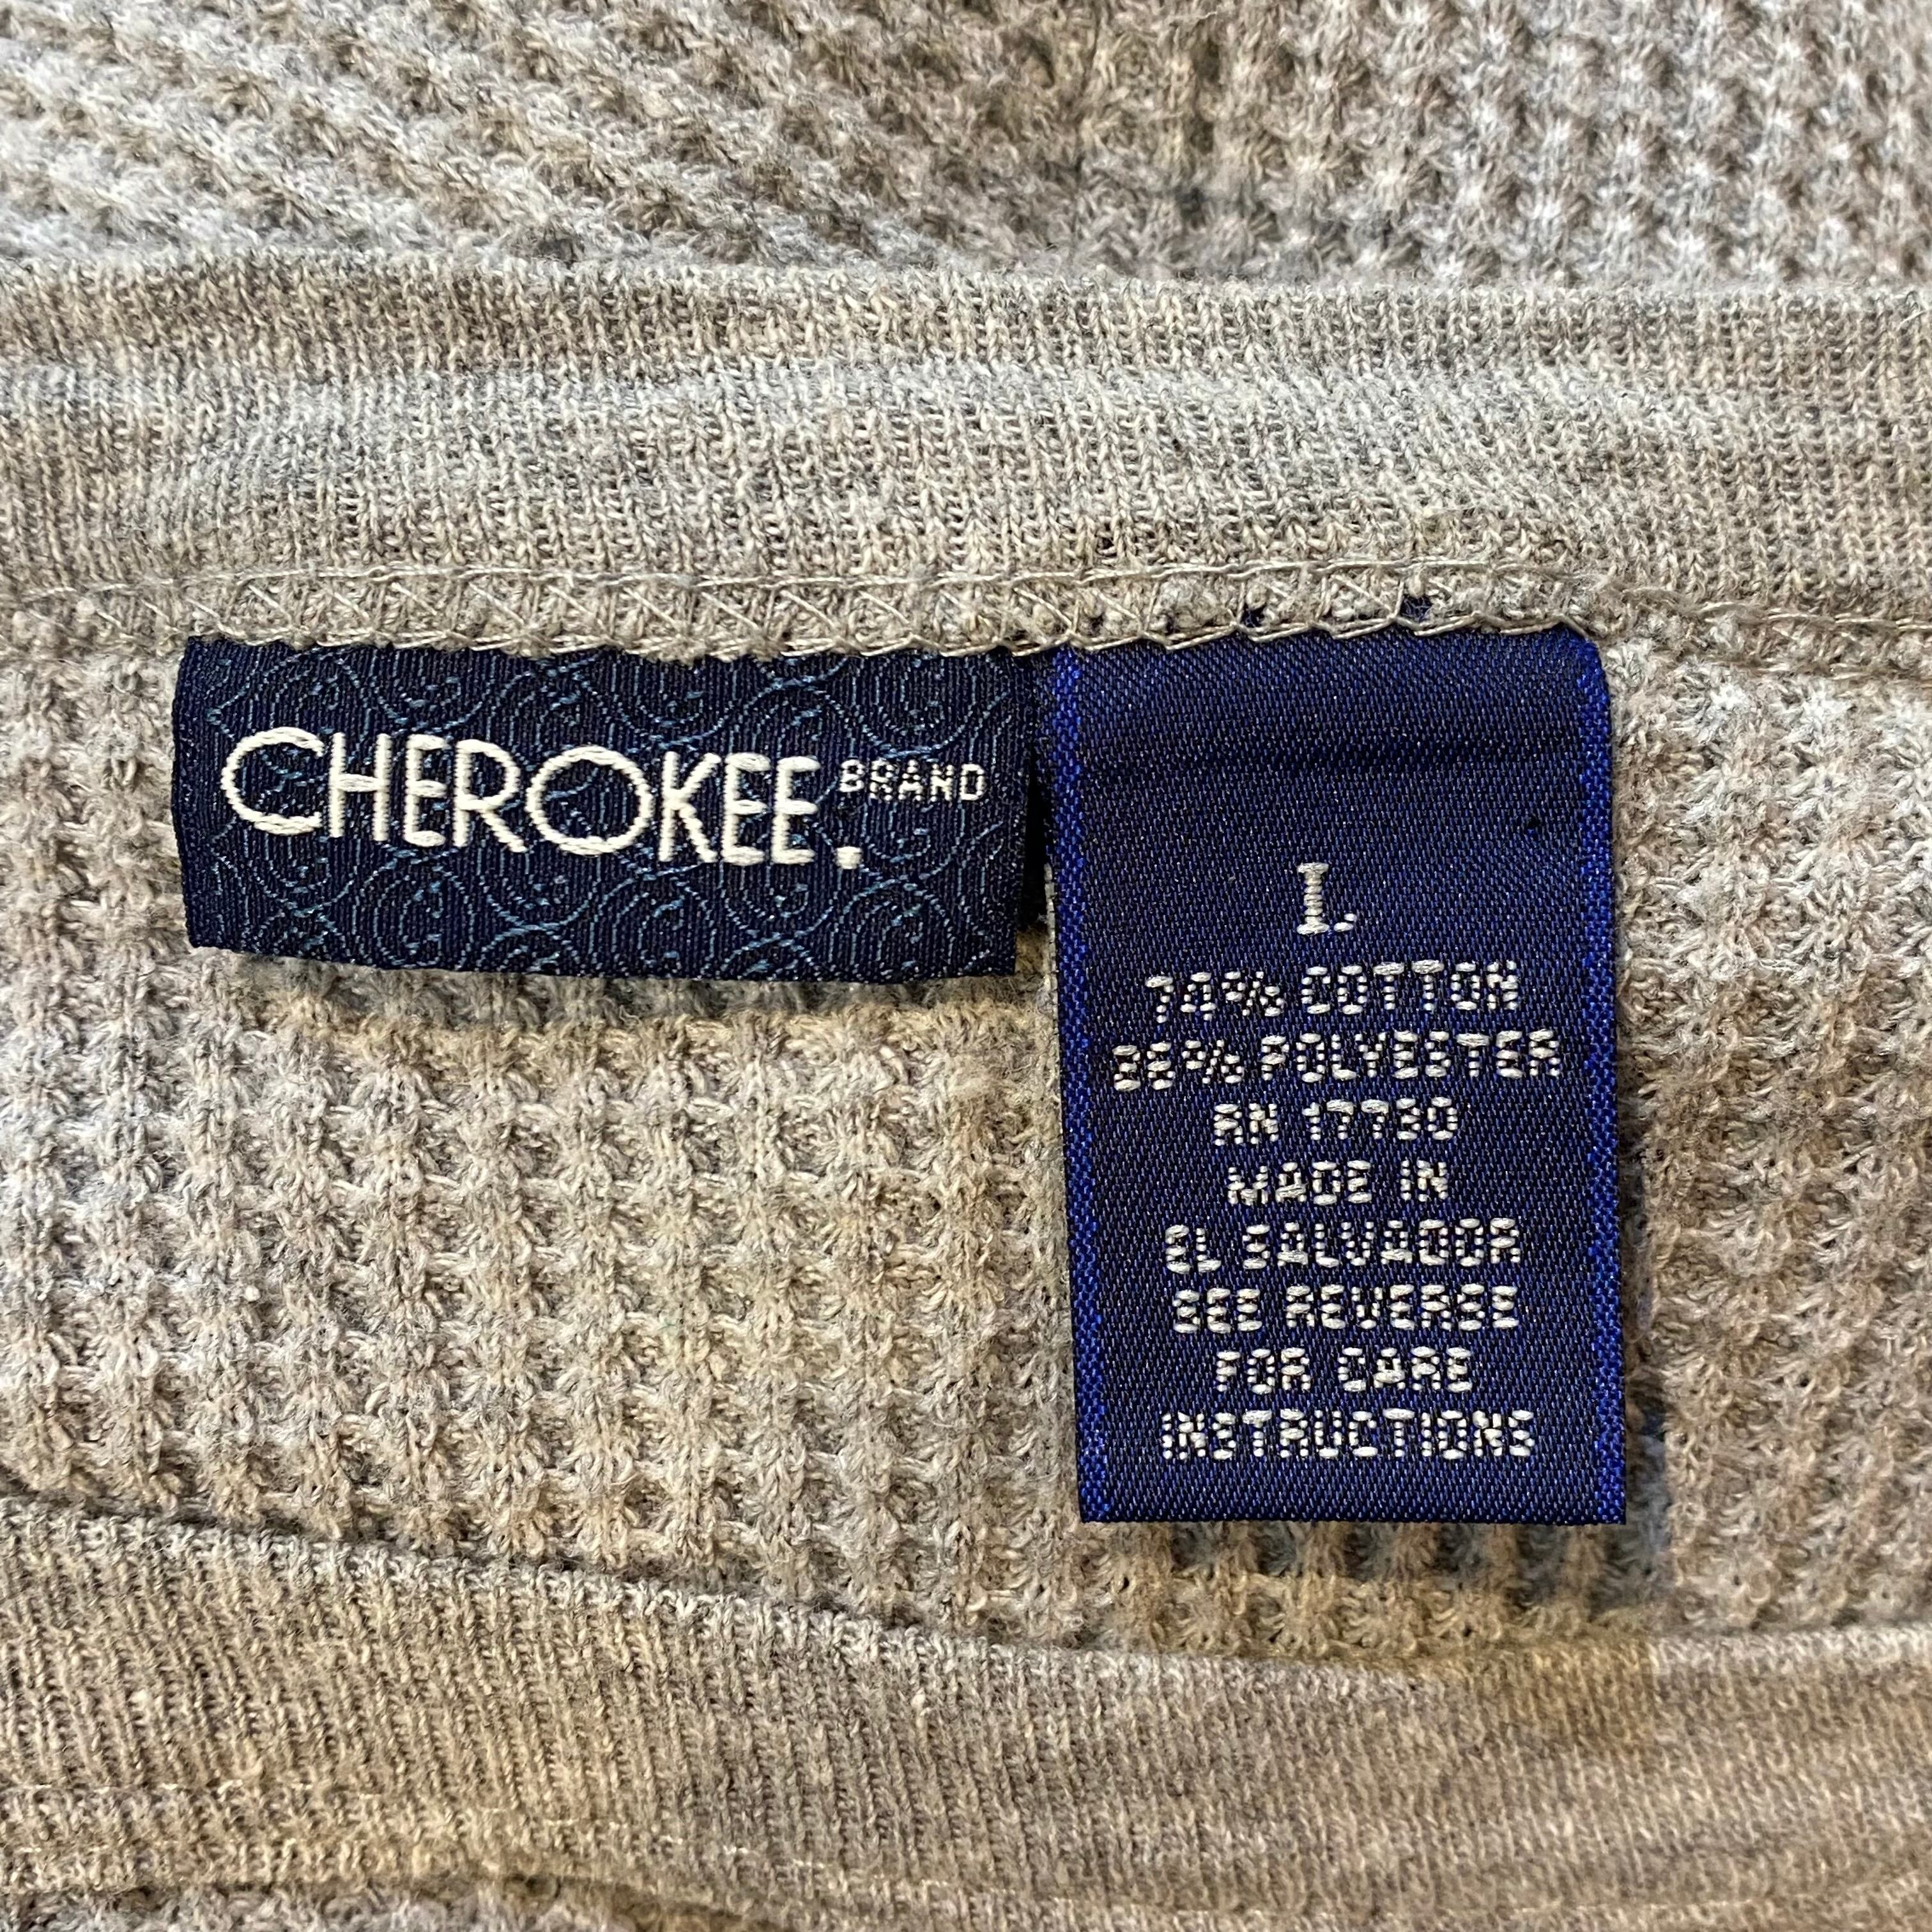 CHEROKEE. BRAND
L
74% COTTON
26% POLYESTER
RN 17730
MADE IN
EL SALVADOR
SEE REVERSE
FOR CARE
INSTRUCTIONS